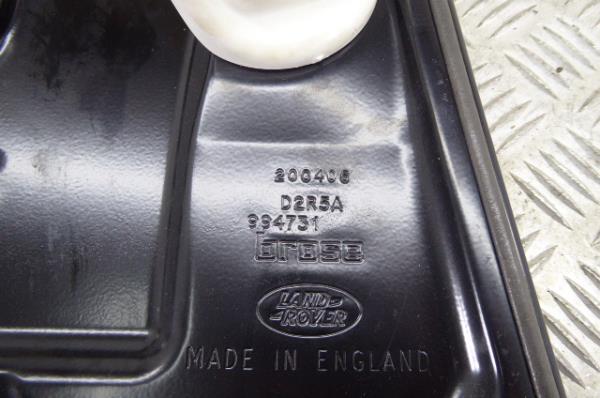 200406
D2R5A
994731
brose
LAND-
-ROVER
MADE IN ENGLAND